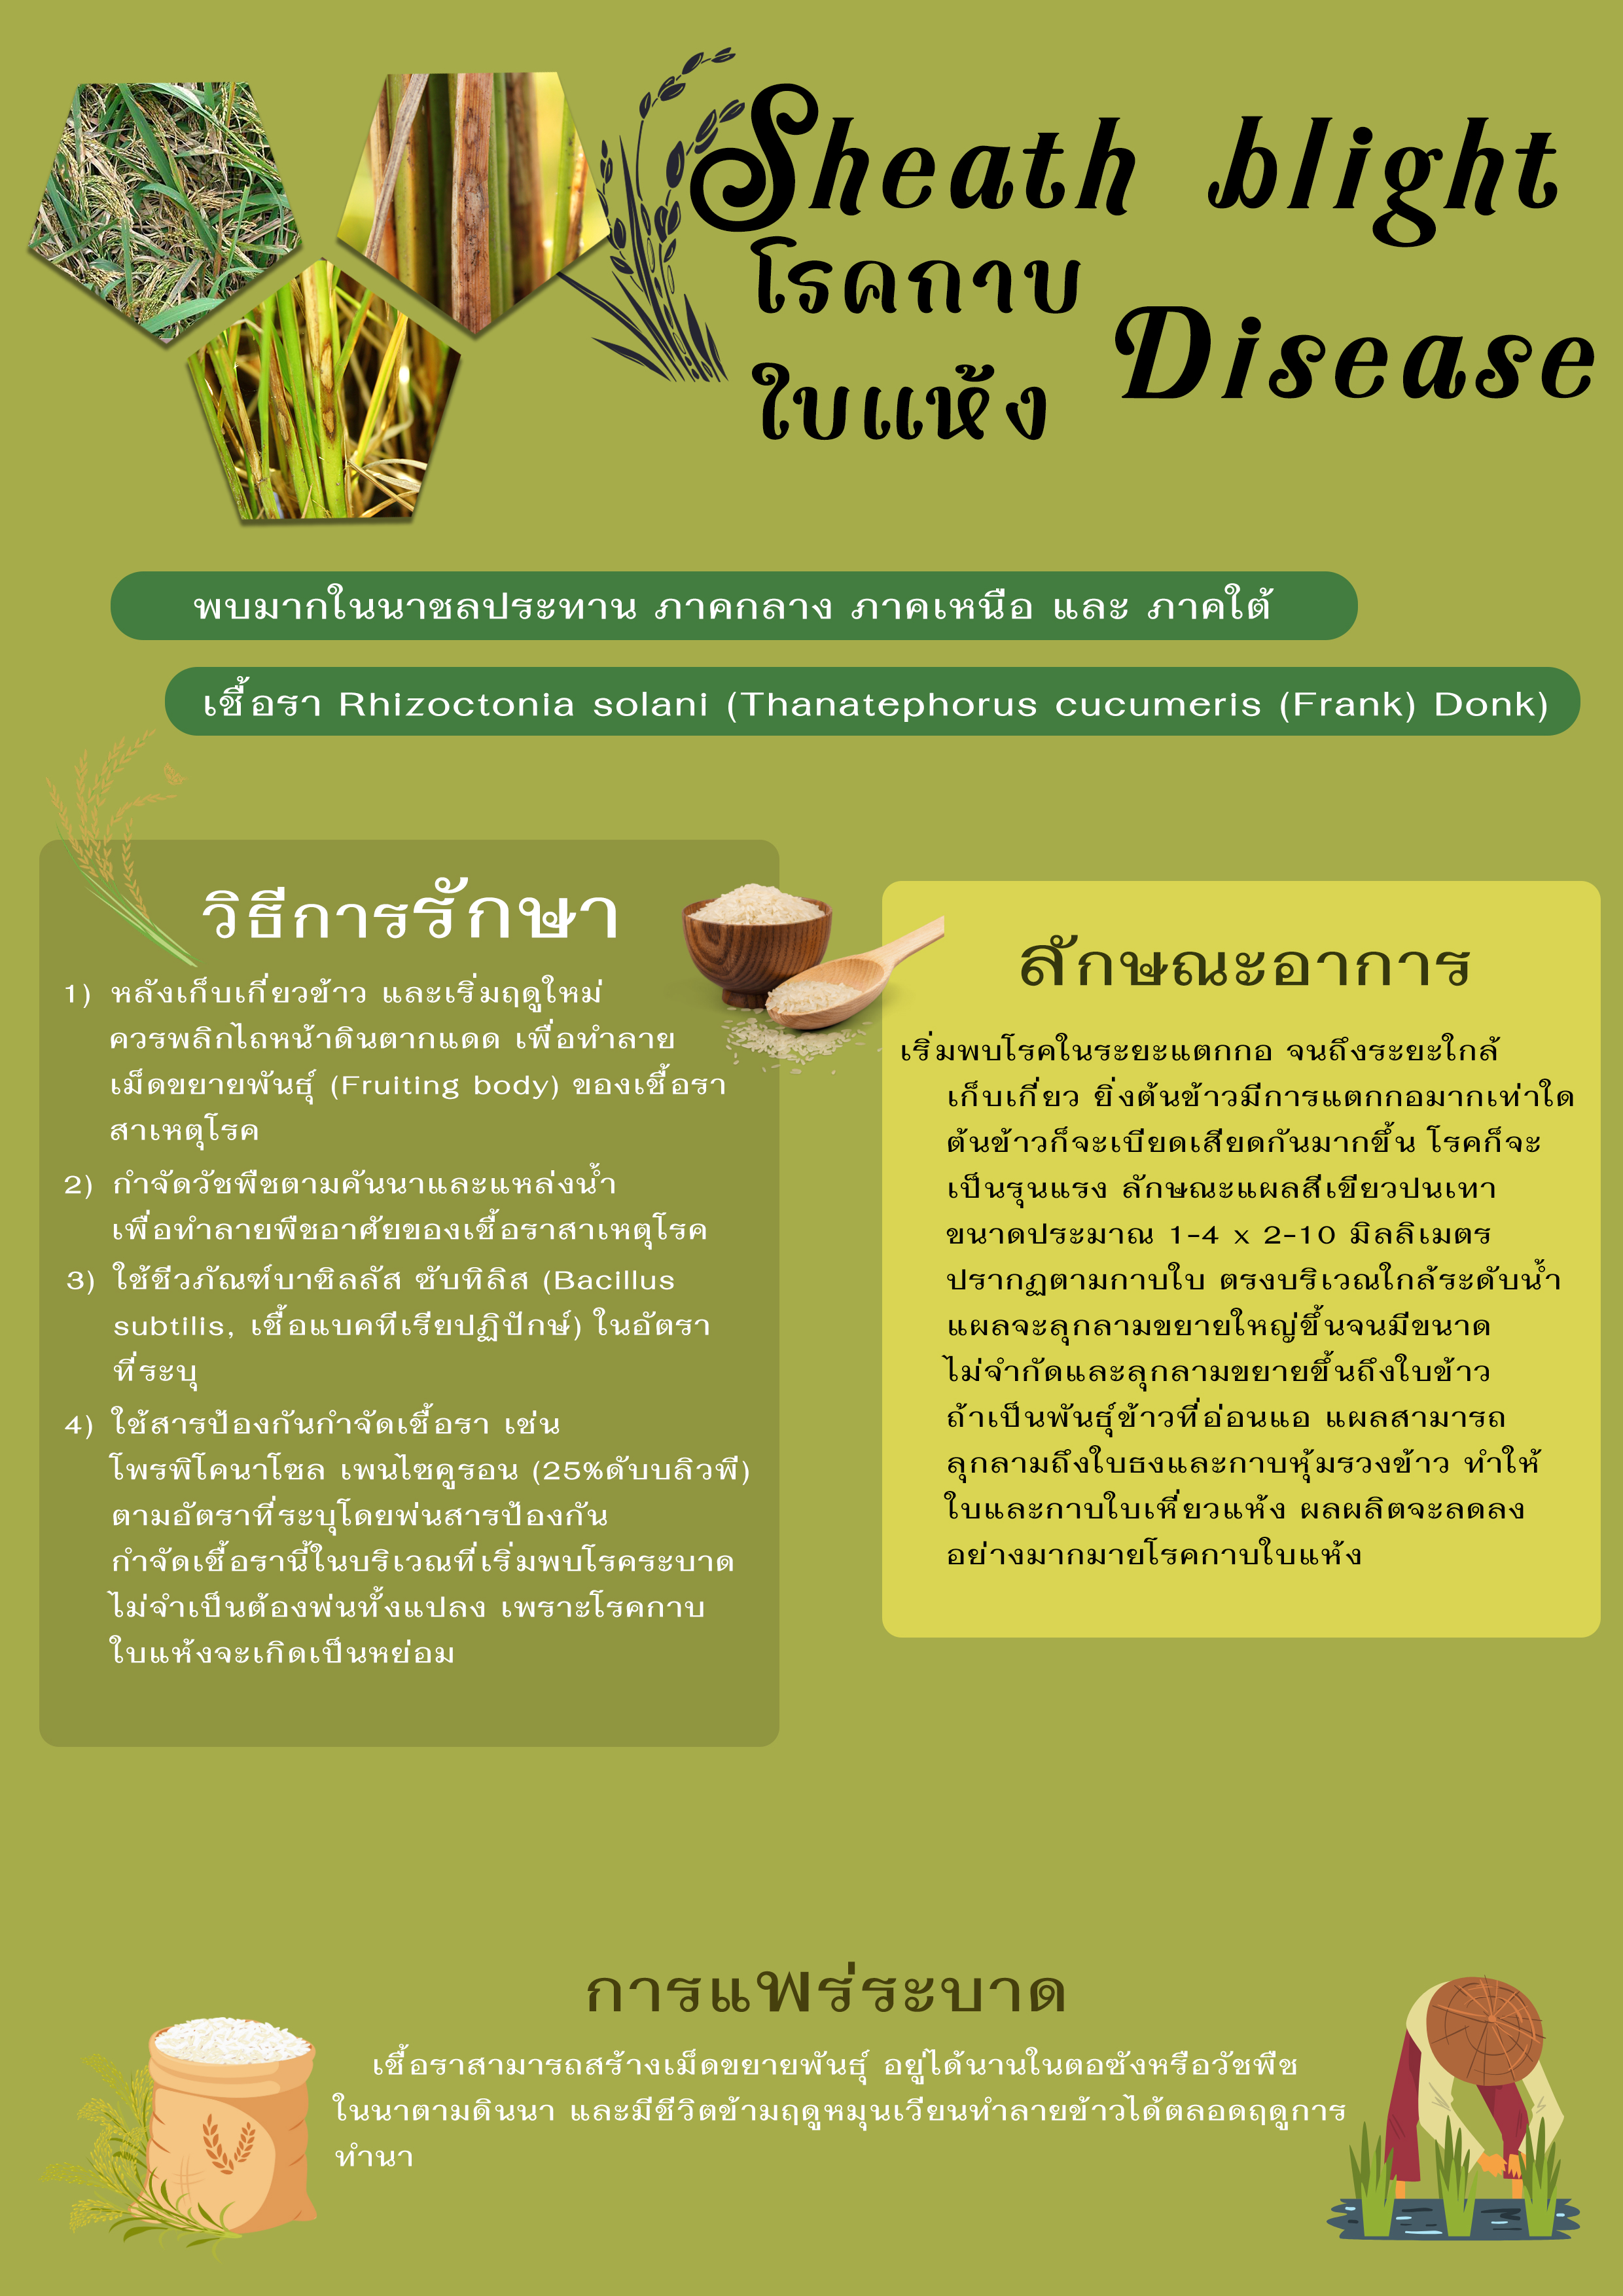 Sheath blight
โรคกาบ
ใบแห้ง
Disease
พบมากในนาชลประทาน ภาคกลาง ภาคเหนือ และ ภาคใต้
เชื้อรา Rhizoctonia solani (Thanatephorus cucumeris (Frank) Donk)
วิธีการรักษา
1) หลังเก็บเกี่ยวข้าว และเริ่มฤดูใหม่
ควรพลิกไถหน้าดินตากแดด เพื่อทำลาย
เม็ดขยายพันธุ์ (Fruiting body) ของเชื้อรา
สาเหตุโรค
2) กำจัดวัชพืชตามคันนาและแหล่งน้ำ
เพื่อทำลายพืชอาศัยของเชื้อราสาเหตุโรค
3) ใช้ชีวภัณฑ์บาซิลลัส ซับทิลิส (Bacillus
subtilis, เชื้อแบคทีเรียปฏิปักษ์) ในอัตรา
ที่ระบุ
4) ใช้สารป้องกันกำจัดเชื้อรา เช่น
โพรพิโคนาโซล เพนไซคูรอน (25%ดับบลิวพี)
ตามอัตราที่ระบุโดยพ่นสารป้องกัน
กำจัดเชื้อรานี้ในบริเวณที่เริ่มพบโรคระบาด
ไม่จำเป็นต้องพ่นทั้งแปลง เพราะโรคกาบ
ใบแห้งจะเกิดเป็นหย่อม
ลักษณะอาการ
เริ่มพบโรคในระยะแตกกอ จนถึงระยะใกล้
เก็บเกี่ยว ยิ่งต้นข้าวมีการแตกกอมากเท่าใด
ต้นข้าวก็จะเบียดเสียดกันมากขึ้น โรคก็จะ
เป็นรุนแรง ลักษณะแผลสีเขียวปนเทา
ขนาดประมาณ 1-4 x 2-10 มิลลิเมตร
ปรากฏตามกาบใบ ตรงบริเวณใกล้ระดับน้ำ
แผลจะลุกลามขยายใหญ่ขึ้นจนมีขนาด
ไม่จำกัดและลุกลามขยายขึ้นถึงใบข้าว
ถ้าเป็นพันธุ์ข้าวที่อ่อนแอ แผลสามารถ
ลุกลามถึงใบธงและกาบหุ้มรวงข้าว ทำให้
ใบและกาบใบเหี่ยวแห้ง ผลผลิตจะลดลง
อย่างมากมายโรคกาบใบแห้ง
การแพร่ระบาด
เชื้อราสามารถสร้างเม็ดขยายพันธุ์ อยู่ได้นานในตอซังหรือวัชพืช
ในนาตามดินนา และมีชีวิตข้ามฤดูหมุนเวียนทำลายข้าวได้ตลอดฤดูการ
ทำนา